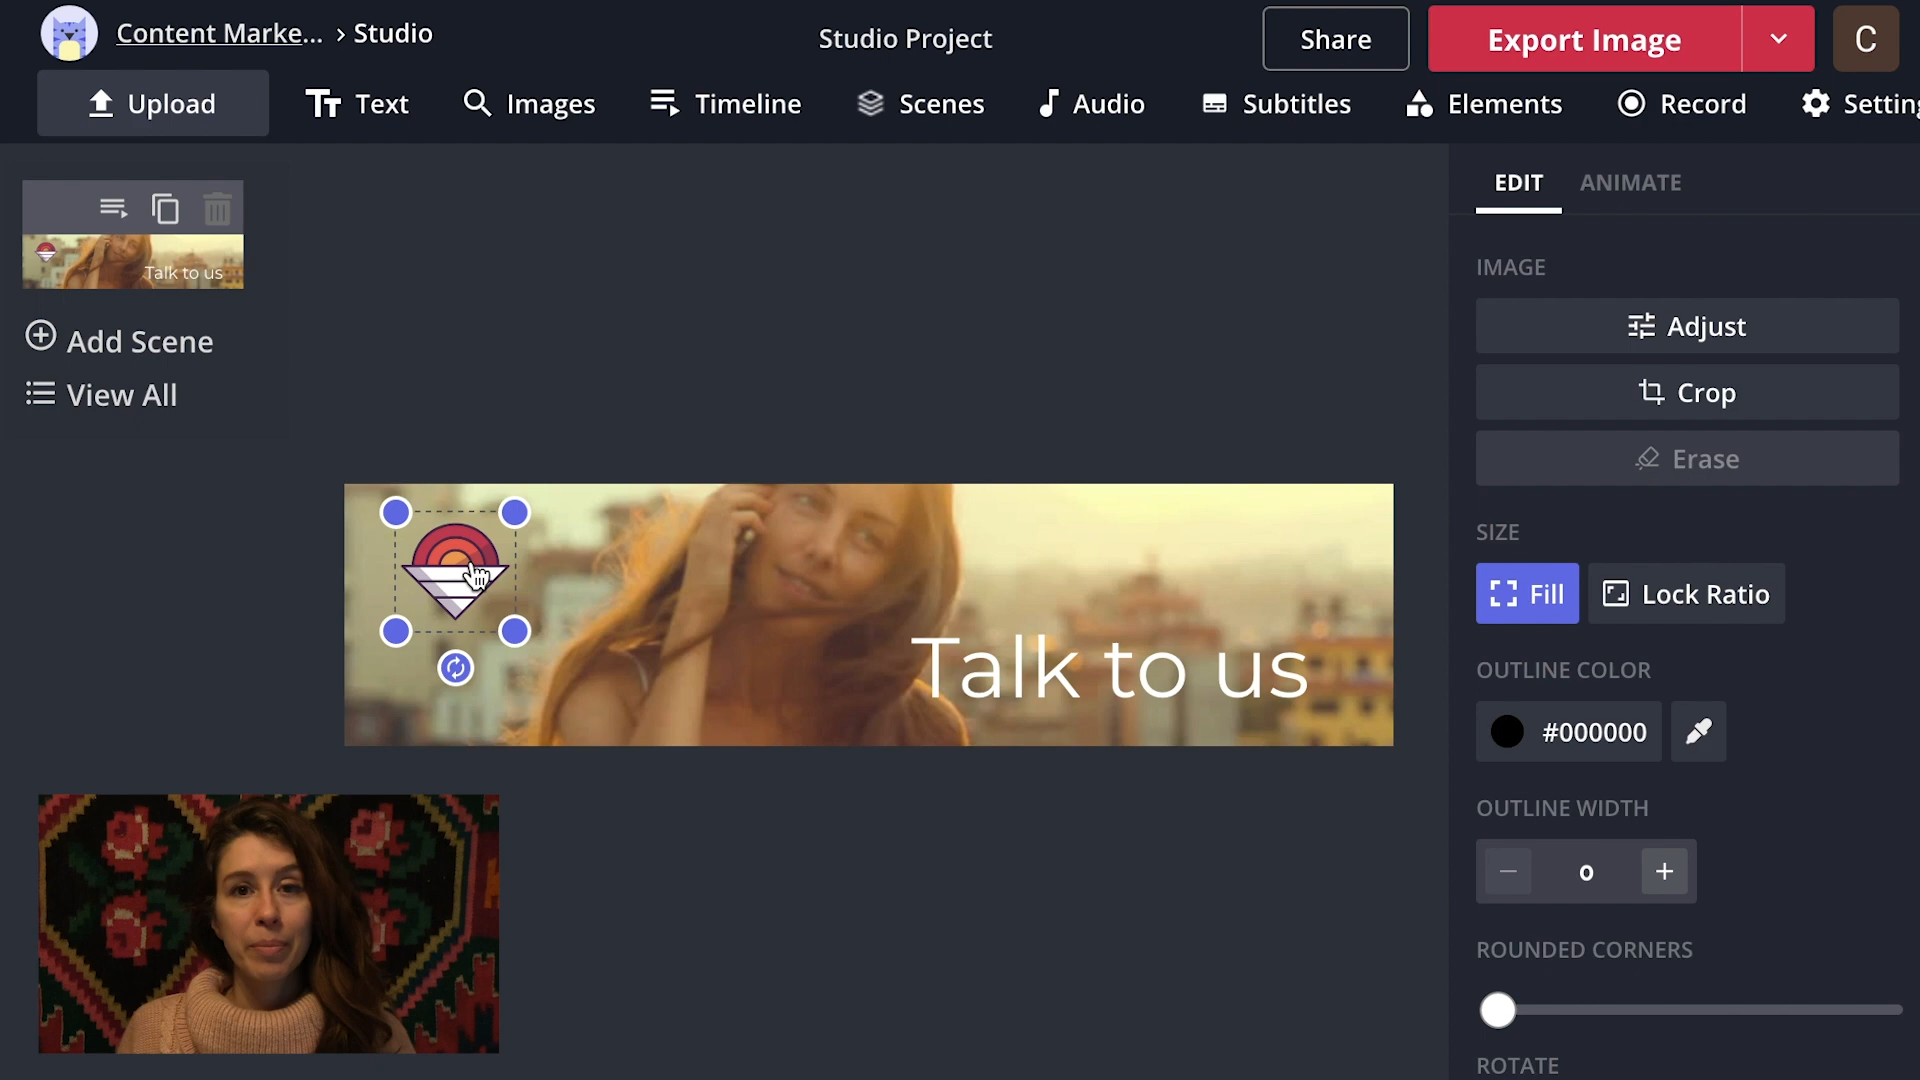 Content Marke... › Studio
Studio Project
Share
Export Image
C
Upload
Text
Images
Timeline
Scenes
Audio
Subtitles
Elements
Record
Setting
EDIT
ANIMATE
Talk to us
Add Scene
View All
IMAGE
Adjust
Crop
Erase
SIZE
Fill
Lock Ratio
Talk to us
OUTLINE COLOR
#000000
OUTLINE WIDTH
0
ROUNDED CORNERS
ROTATE